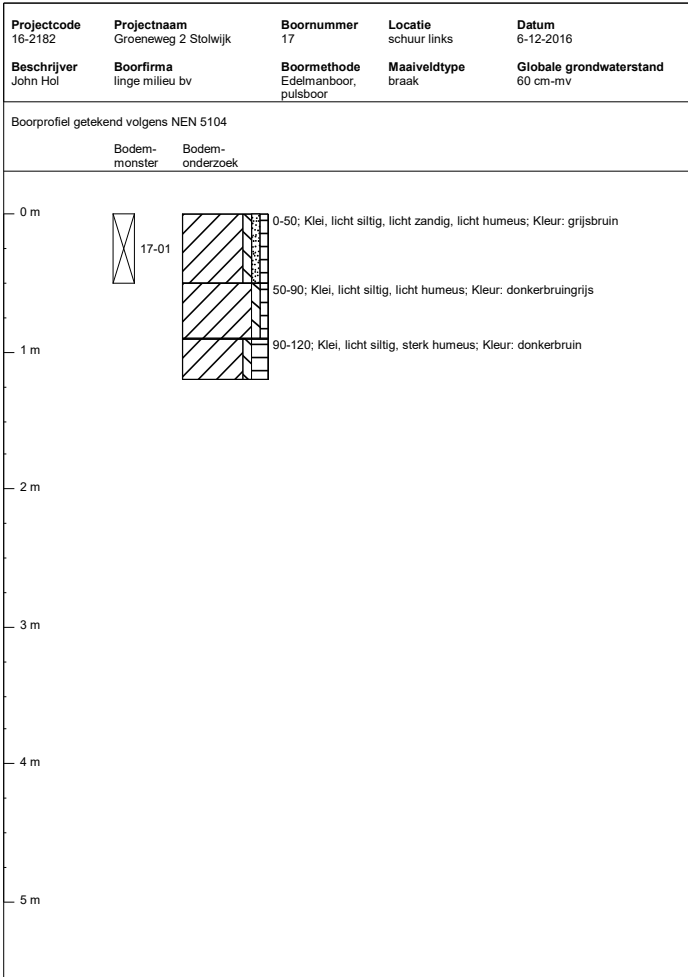 Projectcode Projectnaam Boornummer Locatie Datum
16-2182 Groeneweg 2 Stolwijk 17 schuur links 6-12-2016
Beschrijver Boorfirma Boormethode Maaiveldtype Globale grondwaterstand
John Hol linge milieu bv Edelmanboor, braak 60 cm-mv
pulsboor
Boorprofiel getekend volgens NEN 5104
Bodem- Bodem-
monster onderzoek
0 m
0-50; Klei, licht siltig, licht zandig, licht humeus; Kleur: grijsbruin
17-01
50-90; Klei, licht siltig, licht humeus; Kleur: donkerbruingrijs
90-120; Klei, licht siltig, sterk humeus; Kleur: donkerbruin
1 m
2 m
3 m
4 m
5 m